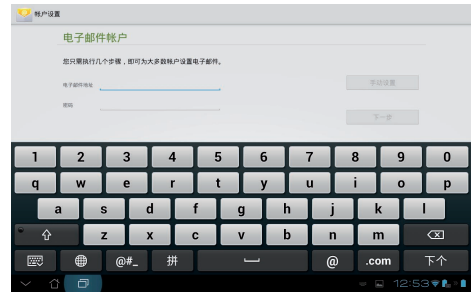 帐户设置
电子邮件帐户
您只需执行几个步骤，即可为大多数帐户设置电子邮件。
电子邮件地址
手动设置
密码
下一步
1 2 3 4 5 6 7 8 9 0
q w e r t y u i o p
a s d f g h j k l
z x c v b n m
@#_ 拼 @ .com 下个
12:53